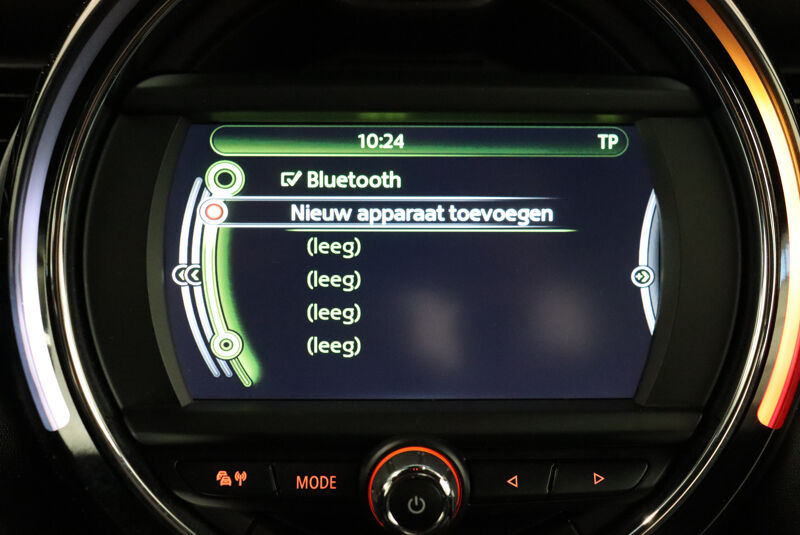 10:24 TP
Bluetooth
Nieuw apparaat toevoegen
(leeg)
(leeg)
(leeg)
(leeg)
MODE